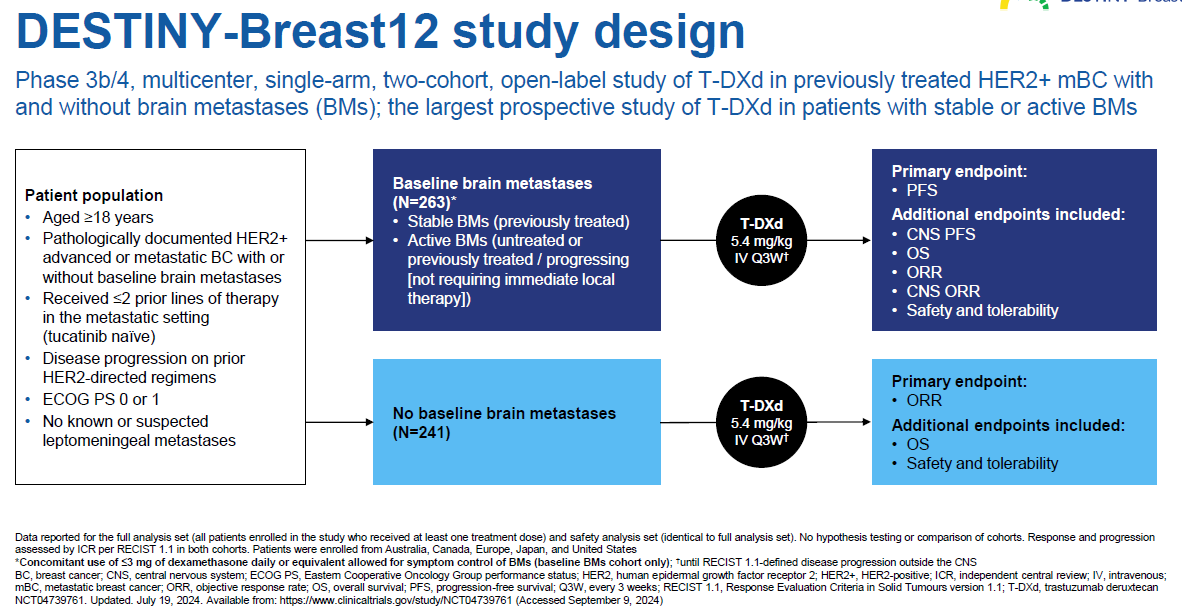 DESTINY-Breast12 study design
Phase 3b/4, multicenter, single-arm, two-cohort, open-label study of T-DXd in previously treated HER2+ mBC with
and without brain metastases (BMs); the largest prospective study of T-DXd in patients with stable or active BMs
Patient population
• Aged ≥18 years
• Pathologically documented HER2+
advanced or metastatic BC with or
without baseline brain metastases
• Received ≤2 prior lines of therapy
in the metastatic setting
(tucatinib naïve)
• Disease progression on prior
HER2-directed regimens
• ECOG PS 0 or 1
• No known or suspected
leptomeningeal metastases
Baseline brain metastases
(N=263)*
• Stable BMs (previously treated)
• Active BMs (untreated or
previously treated / progressing
[not requiring immediate local
therapy])
T-DXd
5.4 mg/kg
IV Q3W†
Primary endpoint:
• PFS
Additional endpoints included:
• CNS PFS
• OS
• ORR
• CNS ORR
• Safety and tolerability
No baseline brain metastases
(N=241)
T-DXd
5.4 mg/kg
IV Q3W†
Primary endpoint:
• ORR
Additional endpoints included:
• OS
• Safety and tolerability
Data reported for the full analysis set (all patients enrolled in the study who received at least one treatment dose) and safety analysis set (identical to full analysis set). No hypothesis testing or comparison of cohorts. Response and progression
assessed by ICR per RECIST 1.1 in both cohorts. Patients were enrolled from Australia, Canada, Europe, Japan, and United States
*Concomitant use of ≤3 mg of dexamethasone daily or equivalent allowed for symptom control of BMs (baseline BMs cohort only); †until RECIST 1.1-defined disease progression outside the CNS
BC, breast cancer; CNS, central nervous system; ECOG PS, Eastern Cooperative Oncology Group performance status; HER2, human epidermal growth factor receptor 2; HER2+, HER2-positive; ICR, independent central review; IV, intravenous;
mBC, metastatic breast cancer; ORR, objective response rate; OS, overall survival; PFS, progression-free survival; Q3W, every 3 weeks; RECIST 1.1, Response Evaluation Criteria in Solid Tumours version 1.1; T-DXd, trastuzumab deruxtecan
NCT04739761. Updated. July 19, 2024. Available from: https://www.clinicaltrials.gov/study/NCT04739761 (Accessed September 9, 2024)